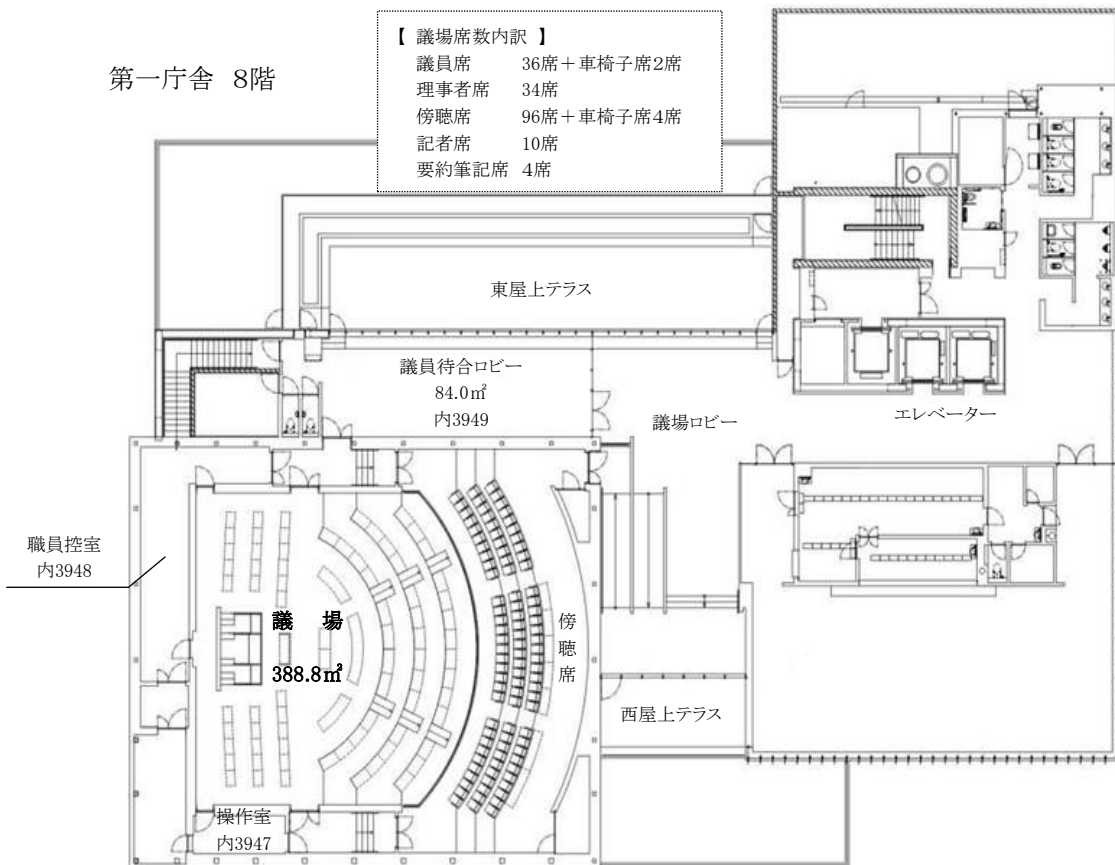 第一庁舎 8階
【 議場席数内訳 】
議員席 36席+車椅子席2席
理事者席 34席
傍聴席 96席+車椅子席4席
記者席 10席
要約筆記席 4席
東屋上テラス
議員待合ロビー
84.0㎡
内3949
議場ロビー
エレベーター
職員控室
内3948
議 場
388.8㎡
傍聴席
西屋上テラス
操作室
内3947